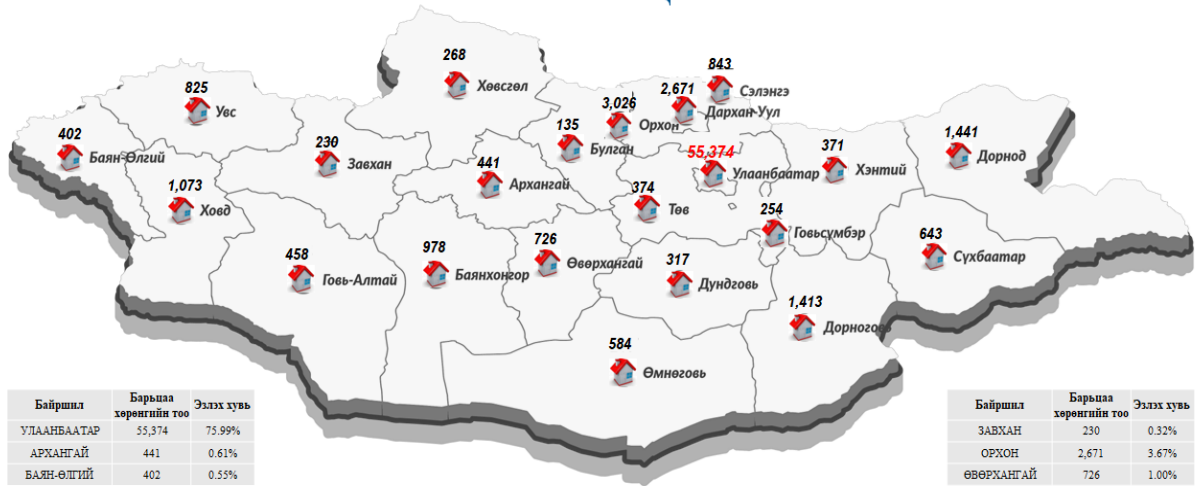 268
Хөвсгөл
843
Сэлэнгэ
825
Увс
3,026
Орхон
2,671
Дархан-Уул
402
Баян-Өлгий
230
Завхан
135
Булган
55,374
Улаанбаатар
371
Хэнтий
1,441
Дорнод
1,073
Ховд
441
Архангай
374
Төв
254
Говьсүмбэр
458
Говь-Алтай
978
Баянхонгор
726
Өвөрхангай
317
Дундговь
643
Сүхбаатар
1,413
Дорноговь
584
Өмнөговь
Байршил Барьцаа хөрөнгийн тоо Эзлэх хувь
УЛААНБААТАР 55,374 75.99%
АРХАНГАЙ 441 0.61%
БАЯН-ӨЛГИЙ 402 0.55%
Байршил Барьцаа хөрөнгийн тоо Эзлэх хувь
ЗАВХАН 230 0.32%
ОРХОН 2,671 3.67%
ӨВӨРХАНГАЙ 726 1.00%